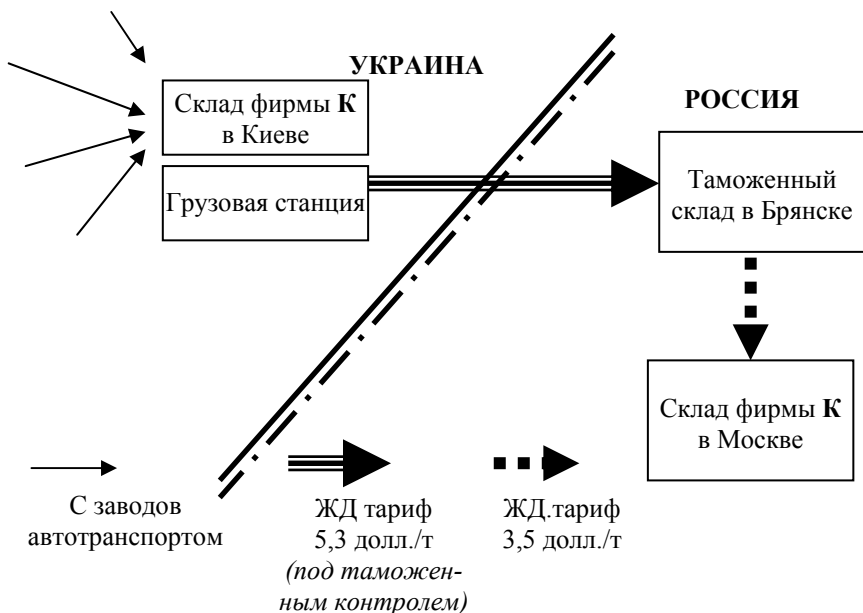 УКРАИНА
Склад фирмы К
в Киеве
Грузовая станция
РОССИЯ
Таможенный
склад в Брянске
Склад фирмы К
в Москве
С заводов
автотранспортом
ЖД тариф
5,3 долл./т
(под таможен-
ным контролем)
ЖД.тариф
3,5 долл./т